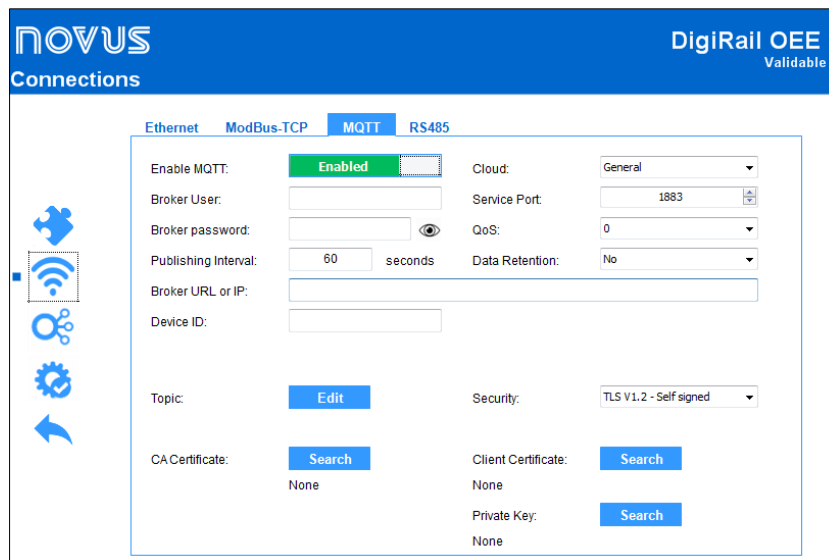 NOVUS
DigiRail OEE
Validable
Connections
Ethernet ModBus-TCP MQTT RS485
Enable MQTT: Enabled Cloud: General
Broker User: Service Port: 1883
Broker password: QoS: 0
Publishing Interval: 60 seconds Data Retention: No
Broker URL or IP:
Device ID:
Topic: Edit Security: TLS V1.2 - Self signed
CA Certificate: Search Client Certificate: Search
None None
Private Key: Search
None